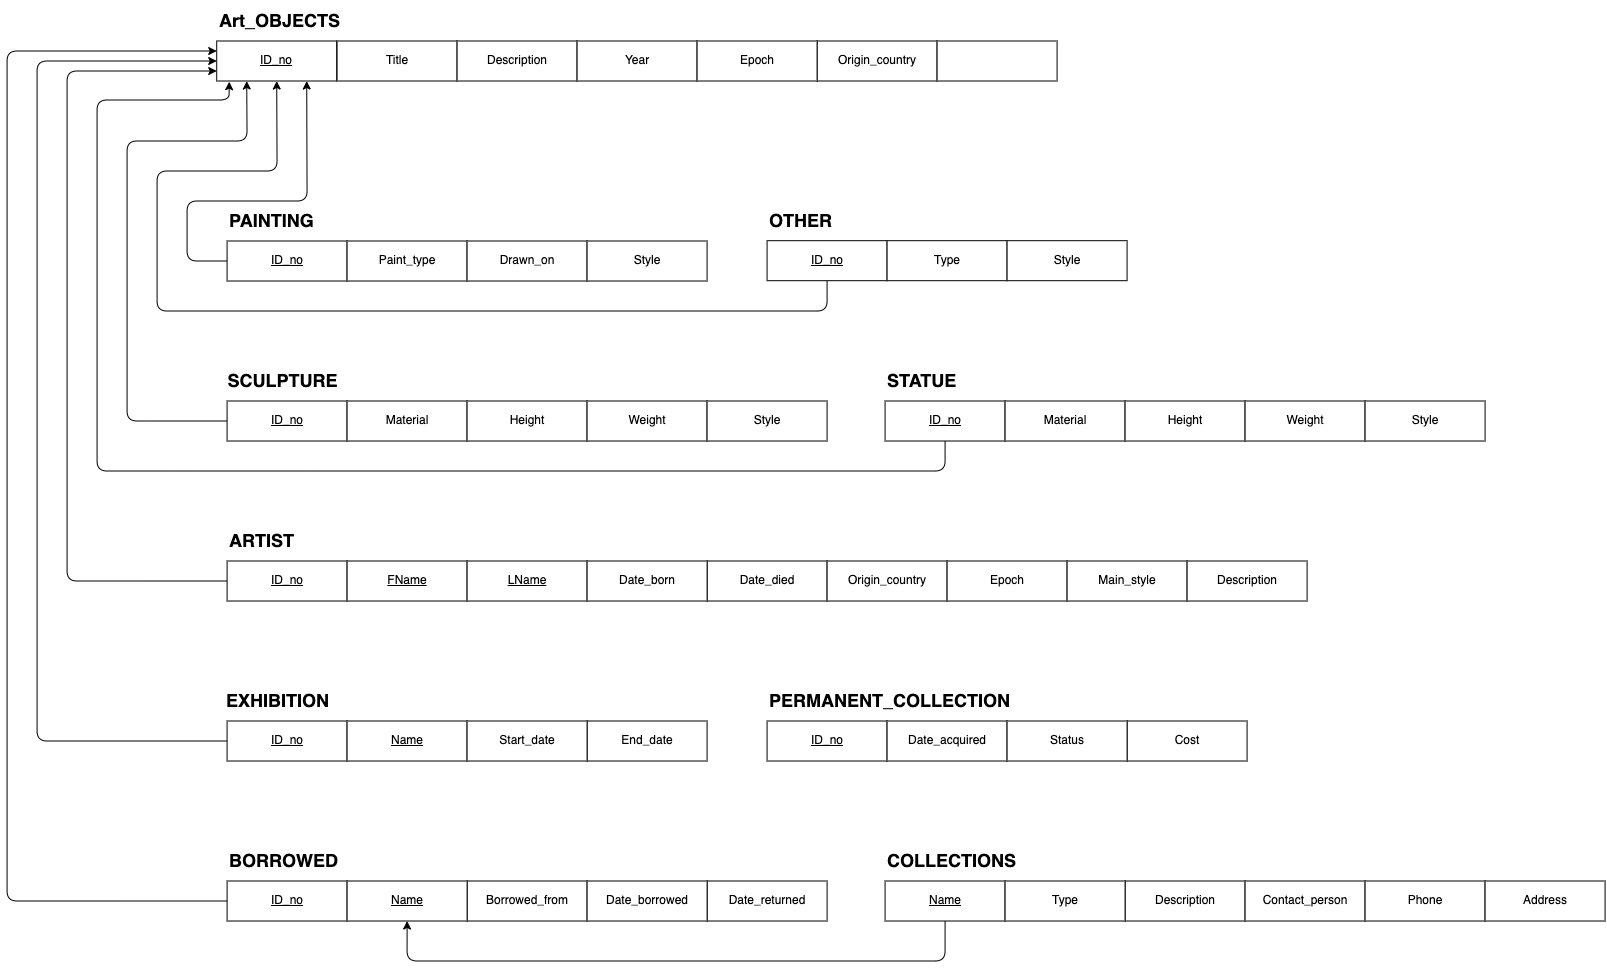 Art_OBJECTS
ID_no Title Description Year Epoch Origin_country
PAINTING OTHER
ID_no Paint_type Drawn_on Style ID_no Type Style
SCULPTURE STATUE
ID_no Material Height Weight Style ID_no Material Height Weight Style
ARTIST
ID_no FName LName Date_born Date_died Origin_country Epoch Main_style Description
EXHIBITION PERMANENT_COLLECTION
ID_no Name Start_date End_date ID_no Date_acquired Status Cost
BORROWED COLLECTIONS
ID_no Name Borrowed_from Date_borrowed Date_returned Name Type Description Contact_person Phone Address